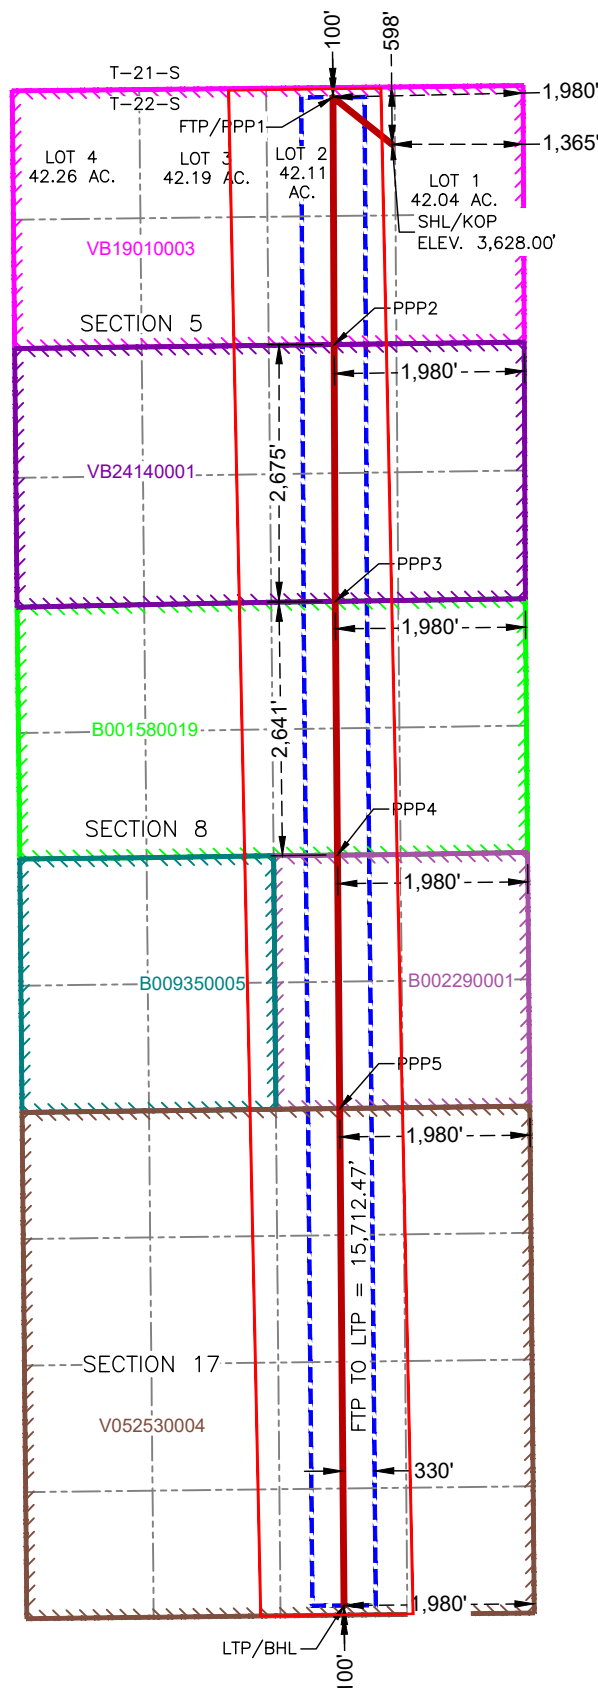 100'
598'
T-21-S
T-22-S
1,980'
FTP/PPP1
1,365'
LOT 4
42.26 AC.
LOT 3
42.19 AC.
LOT 2
42.11
AC.
LOT 1
42.04 AC.
SHL/KOP
ELEV. 3,628.00'
VB19010003
PPP2
SECTION 5
1,980'
2,675'
VB24140001
PPP3
1,980'
2,641'
B001580019
PPP4
SECTION 8
1,980'
B009350005
B002290001
PPP5
1,980'
FTP TO LTP = 15,712.47'
SECTION 17
V052530004
330'
1,980'
LTP/BHL
100'